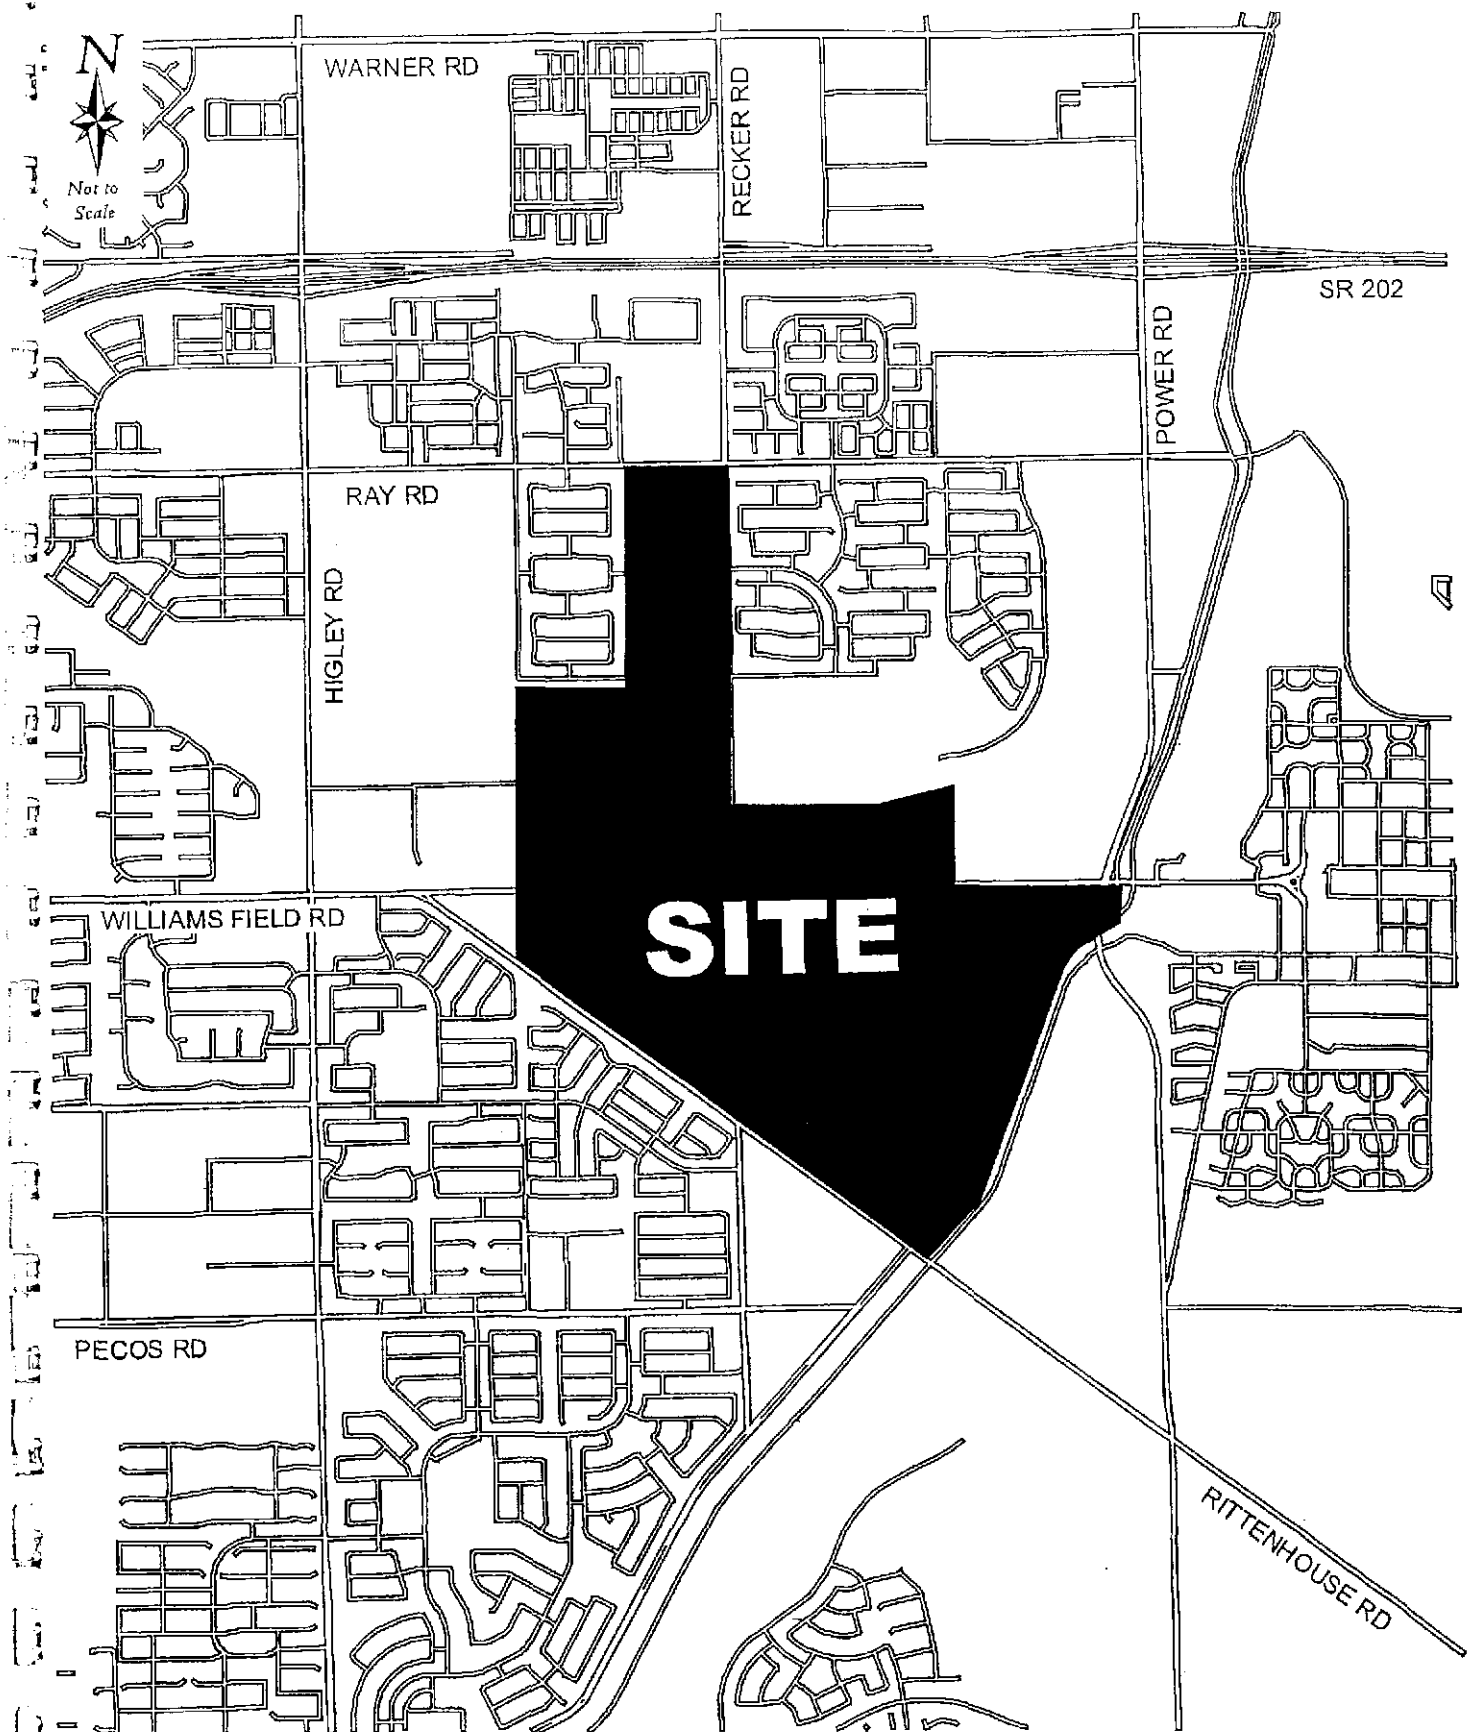 N
WARNER RD
RECKER RD
Not to
Scale
SR 202
POWER RD
RAY RD
HIGLEY RD
WILLIAMS FIELD RD
SITE
PECOS RD
RITTENHOUSE RD